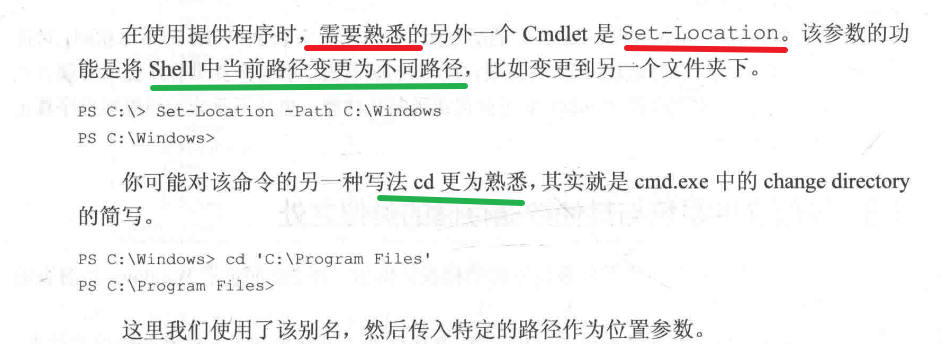 在使用提供程序时，需要熟悉的另外一个 Cmdlet 是 Set-Location。该参数的功
能是将 Shell 中当前路径变更为不同路径，比如变更到另一个文件夹下。
PS C:\> Set-Location -Path C:\Windows
PS C:\Windows>
你可能对该命令的另一种写法 cd 更为熟悉，其实就是 cmd.exe 中的 change directory
的简写。
PS C:\Windows> cd 'C:\Program Files'
PS C:\Program Files>
这里我们使用了该别名，然后传入特定的路径作为位置参数。